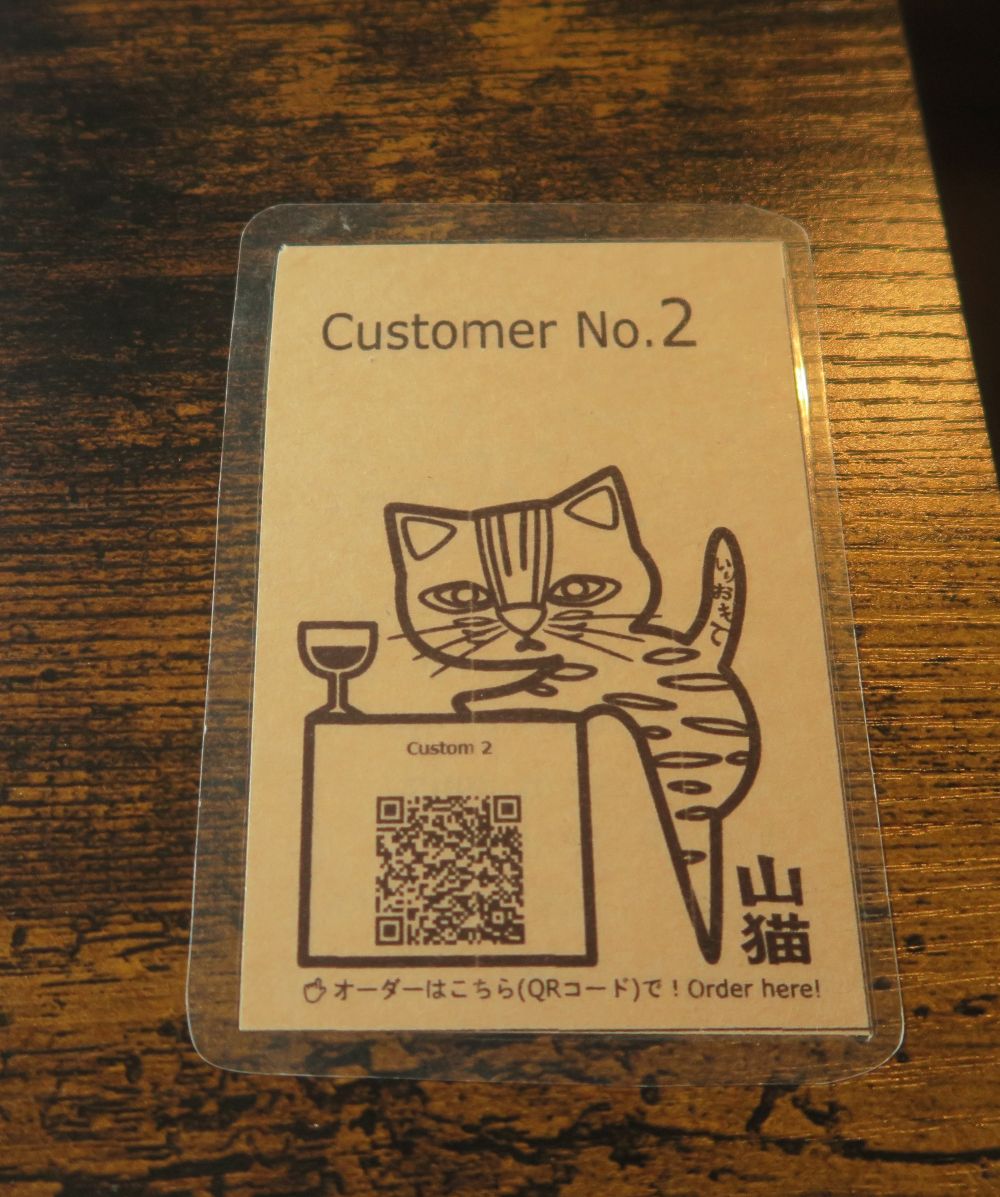 Customer No.2
いりおもて
Custom 2
山
猫
オーダーはこちら(QRコード)で！Order here!